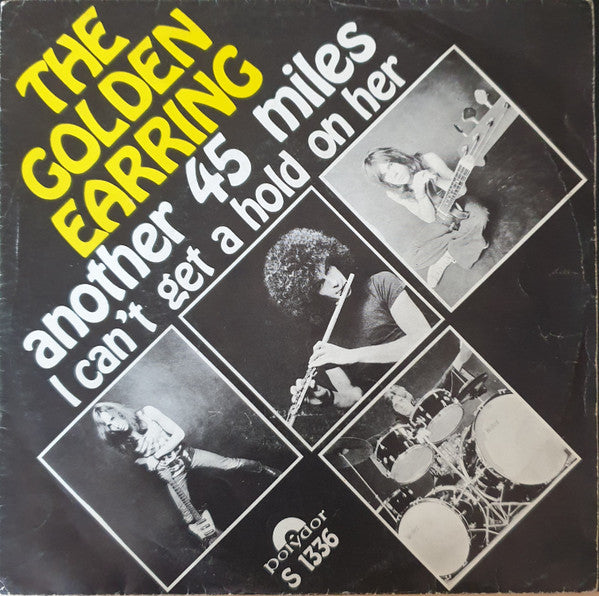 THE
GOLDEN
EARRING
another 45 miles
I can't get a hold on her
polydor
S 1336